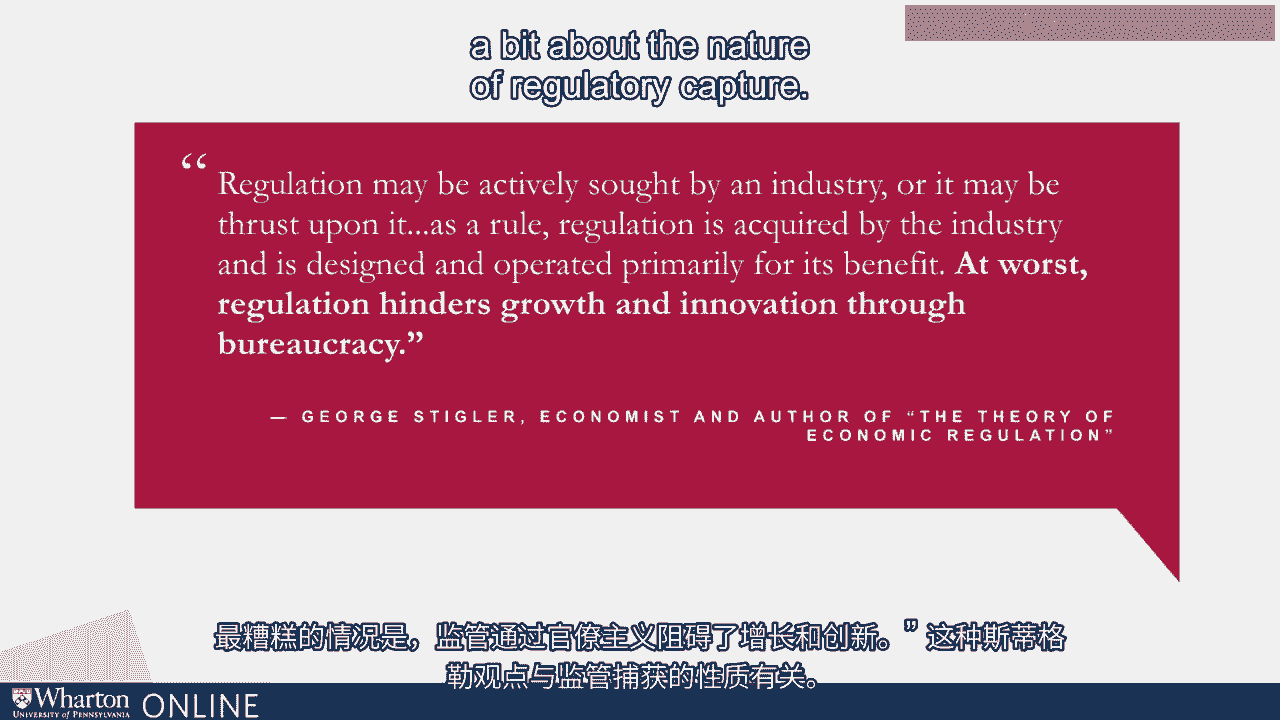 a bit about the nature
of regulatory capture.
“ Regulation may be actively sought by an industry, or it may be
thrust upon it...as a rule, regulation is acquired by the industry
and is designed and operated primarily for its benefit. At worst,
regulation hinders growth and innovation through
bureaucracy.”
— GEORGE STIGLER, ECONOMIST AND AUTHOR OF “THE THEORY OF
ECONOMIC REGULATION”
最糟糕的情况是，监管通过官僚主义阻碍了增长和创新。” 这种斯蒂格
勒观点与监管捕获的性质有关。
Wharton ONLINE
UNIVERSITY of PENNSYLVANIA